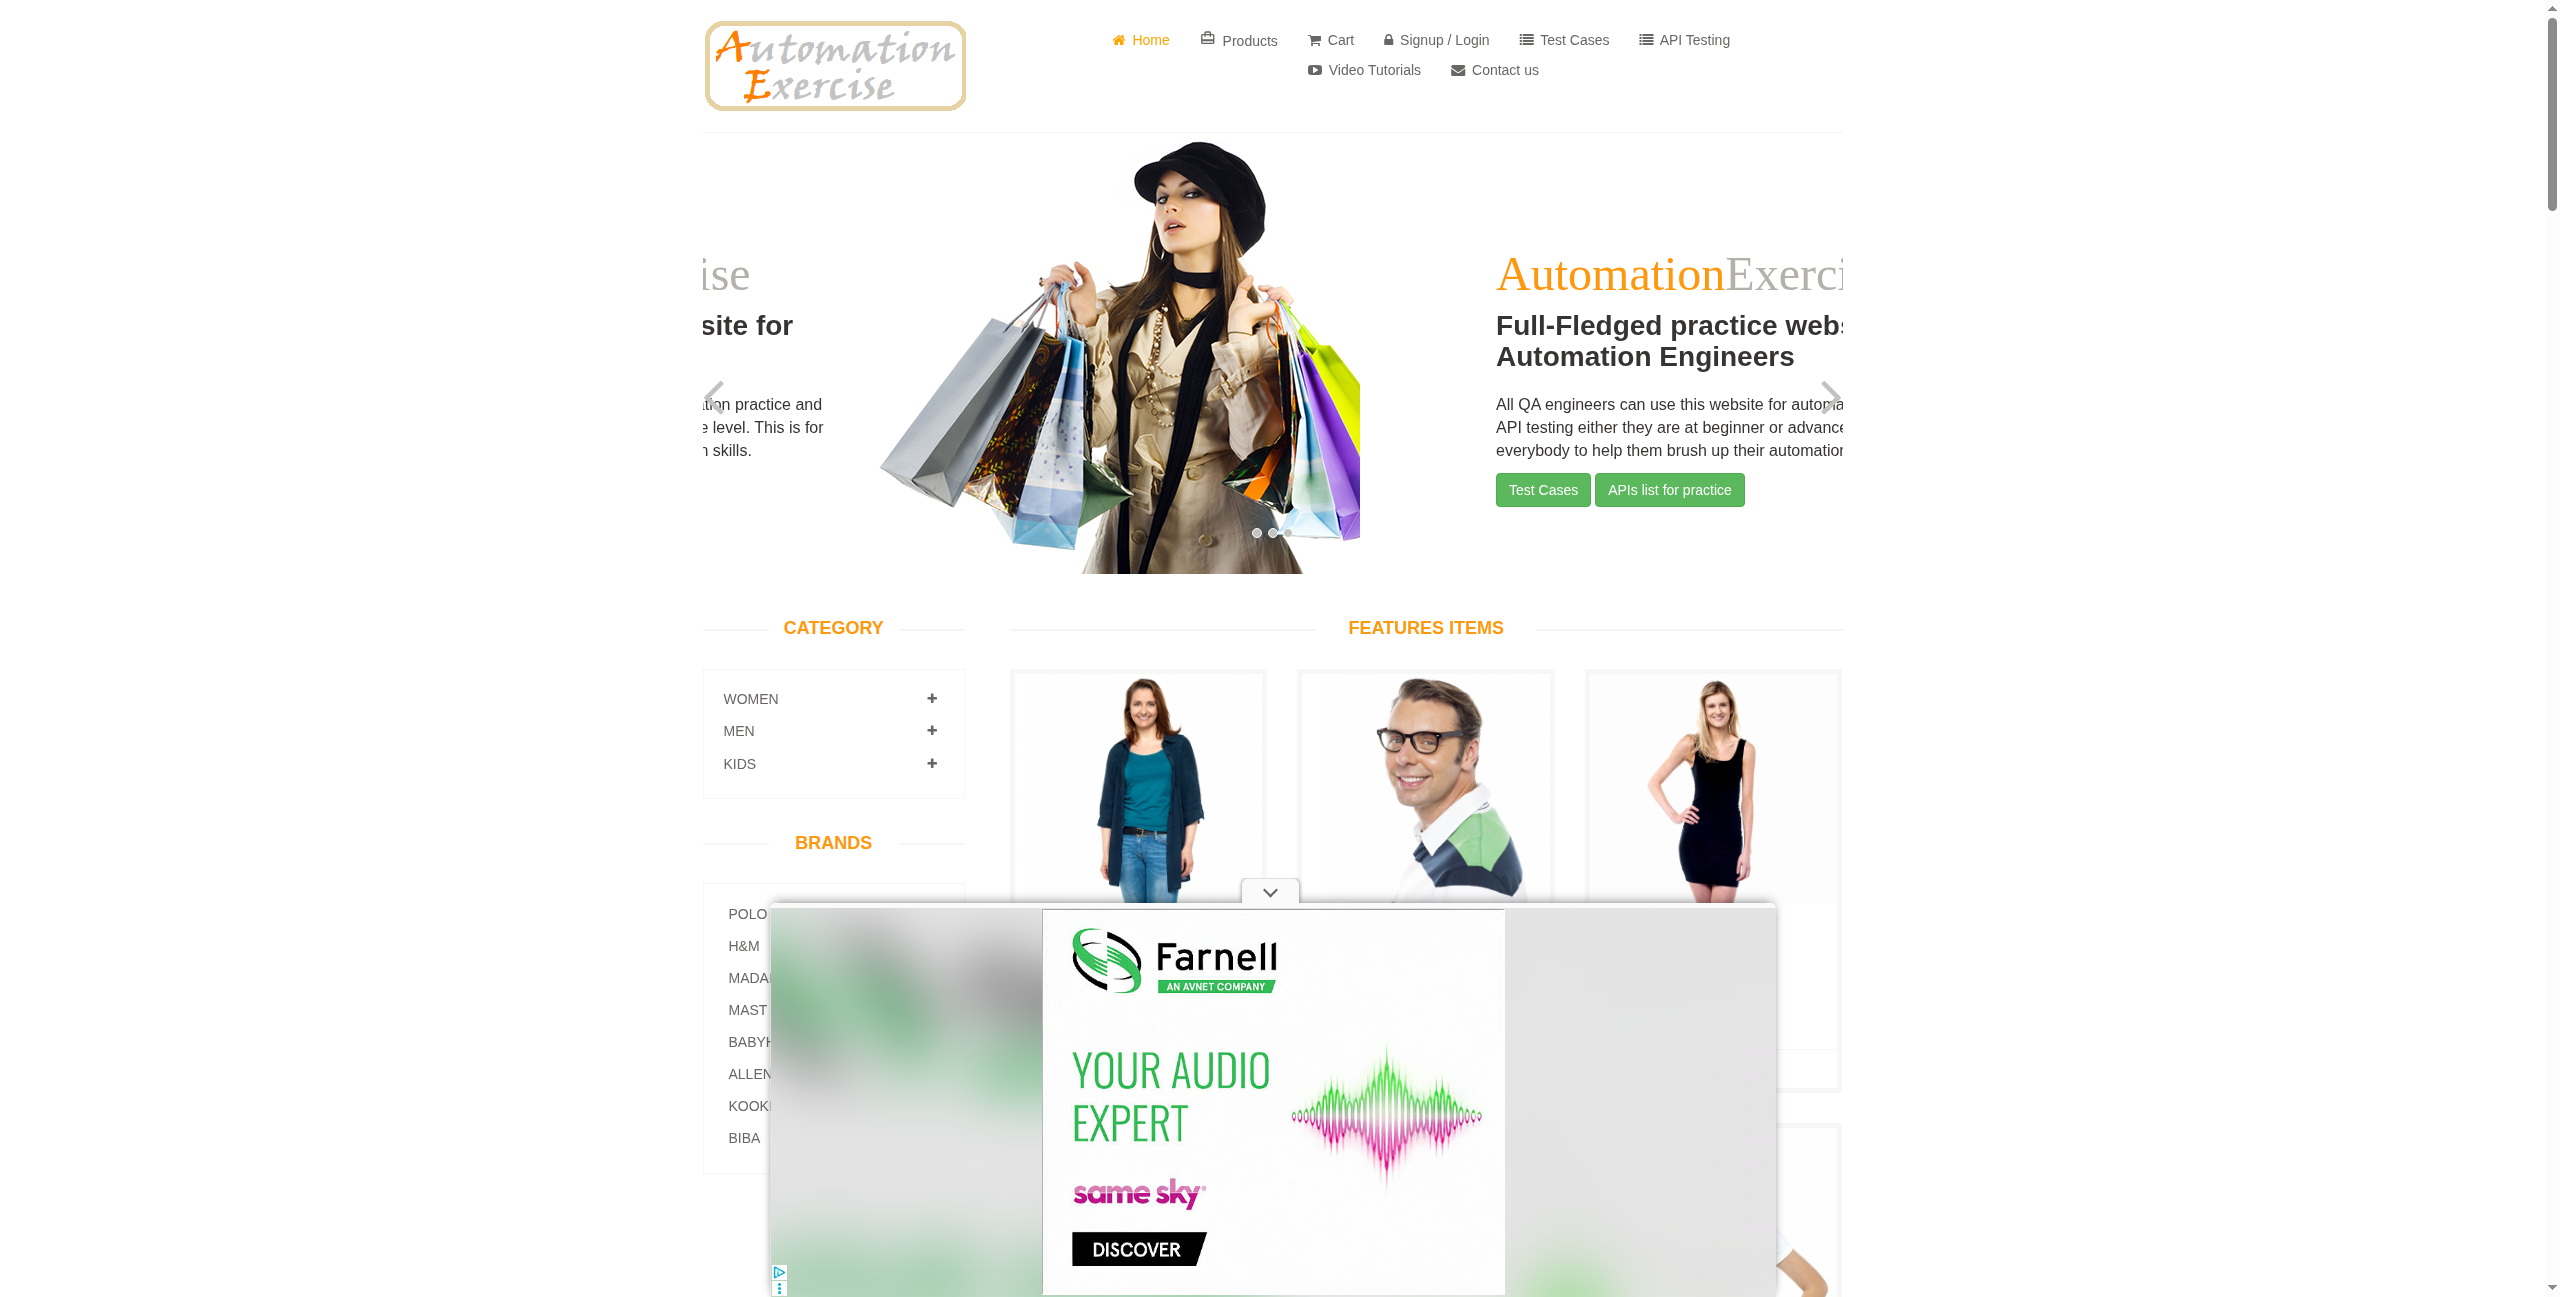 Automation
Exercise
Home
Products
Cart
Signup / Login
Test Cases
API Testing
Video Tutorials
Contact us
ise
site for
practice and
level. This is for
skills.
AutomationExerci
Full-Fledged practice webs
Automation Engineers
All QA engineers can use this website for automa
API testing either they are at beginner or advance
everybody to help them brush up their automation
Test Cases
APIs list for practice
CATEGORY
WOMEN
MEN
KIDS
BRANDS
POLO
H&M
MADA
MAST
BABYH
ALLEN
KOOK
BIBA
FEATURES ITEMS
Farnell
AN AVNET COMPANY
YOUR AUDIO
EXPERT
same sky
DISCOVER